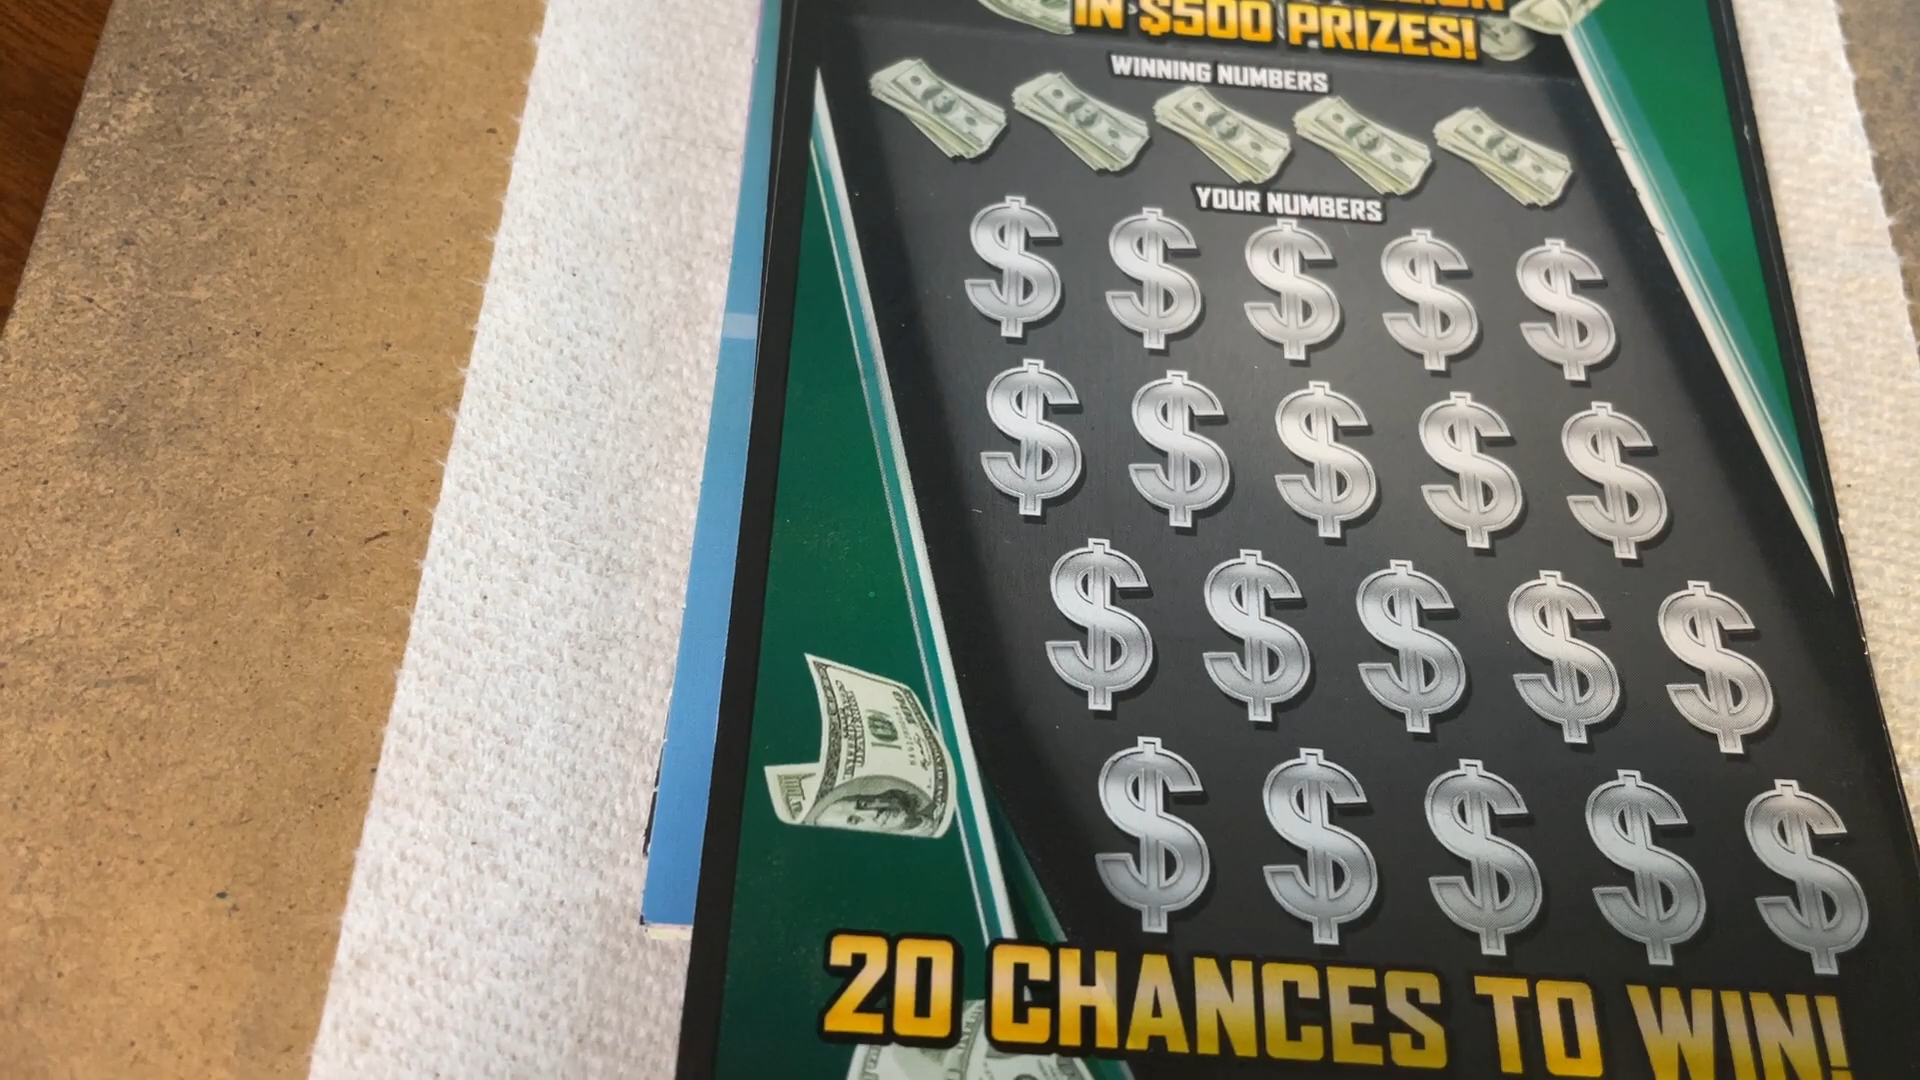 IN $500 PRIZES!
WINNING NUMBERS
YOUR NUMBERS
$ $ $ $ $
$ $ $ $ $
$ $ $ $ $
$ $ $ $ $
20 CHANCES TO WIN!